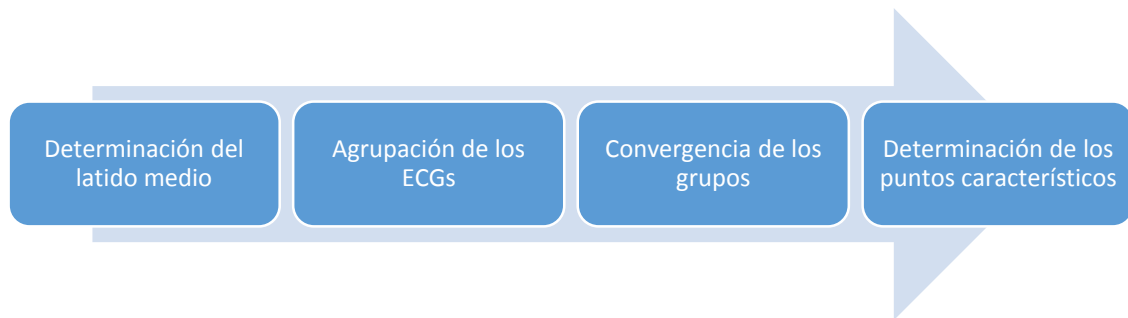 Determinación del
latido medio
Agrupación de los
ECGs
Convergencia de los
grupos
Determinación de los
puntos característicos